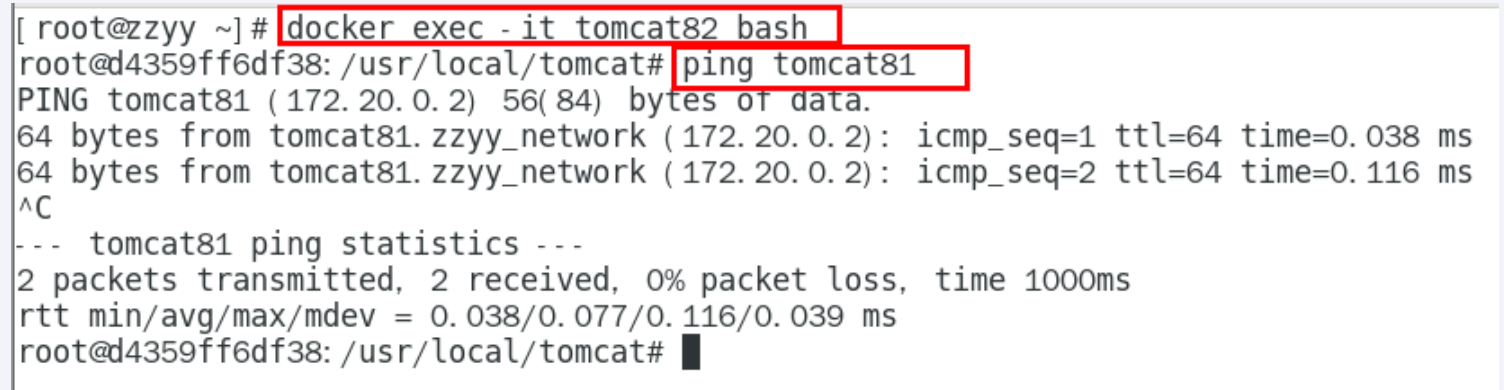 [root@zzyy ~]# docker exec -it tomcat82 bash
root@d4359ff6df38:/usr/local/tomcat# ping tomcat81
PING tomcat81 (172.20.0.2) 56(84) bytes of data.
64 bytes from tomcat81.zzyy_network (172.20.0.2): icmp_seq=1 ttl=64 time=0.038 ms
64 bytes from tomcat81.zzyy_network (172.20.0.2): icmp_seq=2 ttl=64 time=0.116 ms
^C
--- tomcat81 ping statistics ---
2 packets transmitted, 2 received, 0% packet loss, time 1000ms
rtt min/avg/max/mdev = 0.038/0.077/0.116/0.039 ms
root@d4359ff6df38:/usr/local/tomcat#